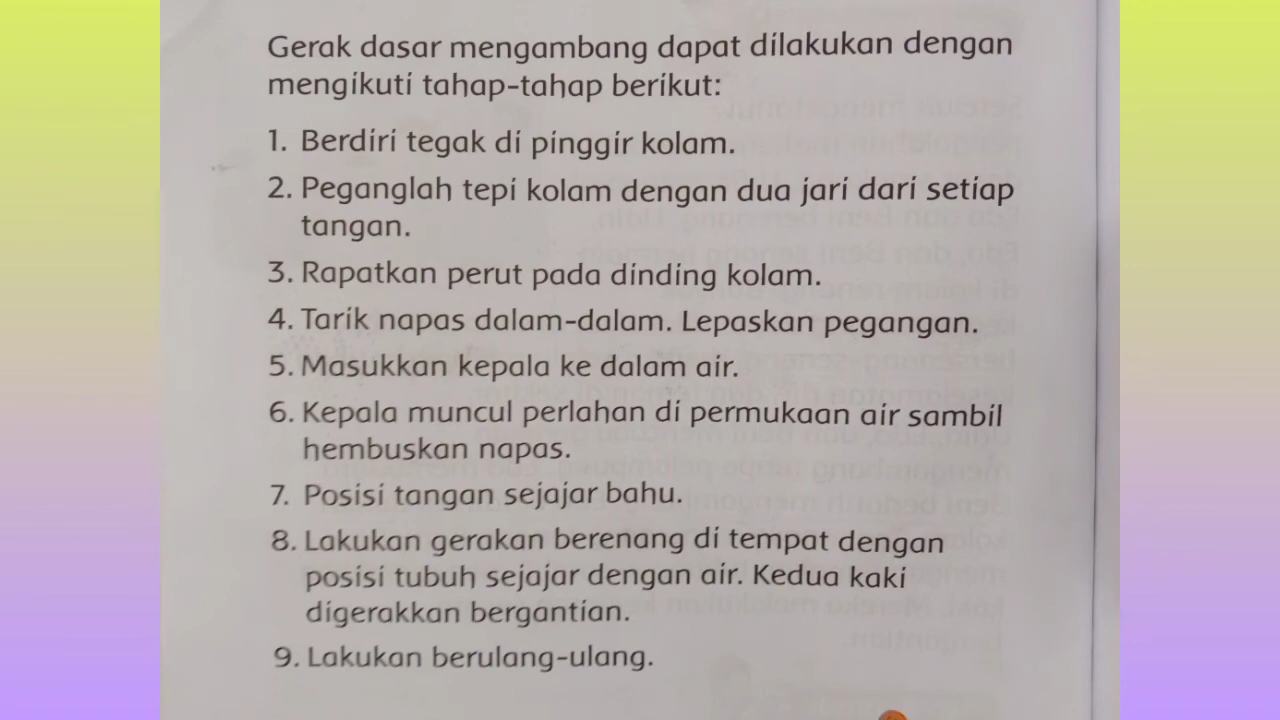 Gerak dasar mengambang dapat dilakukan dengan
mengikuti tahap-tahap berikut:
1. Berdiri tegak di pinggir kolam.
2. Peganglah tepi kolam dengan dua jari dari setiap
tangan.
3. Rapatkan perut pada dinding kolam.
4. Tarik napas dalam-dalam. Lepaskan pegangan.
5. Masukkan kepala ke dalam air.
6. Kepala muncul perlahan di permukaan air sambil
hembuskan napas.
7. Posisi tangan sejajar bahu.
8. Lakukan gerakan berenang di tempat dengan
posisi tubuh sejajar dengan air. Kedua kaki
digerakkan bergantian.
9. Lakukan berulang-ulang.